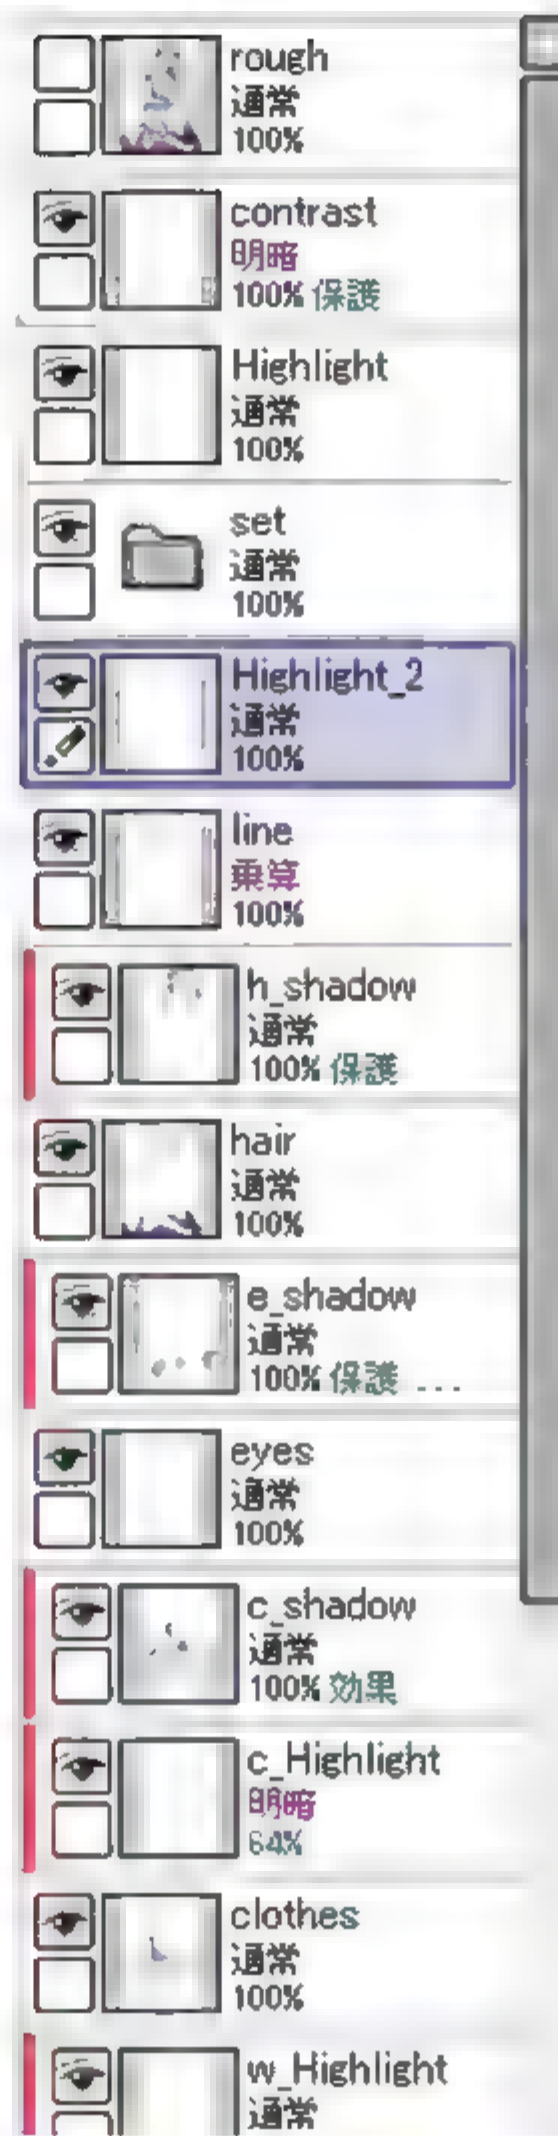 rough
通常
100%
contrast
明暗
100% 保護
Highlight
通常
100%
set
通常
100%
Highlight_2
通常
100%
line
乗算
100%
h_shadow
通常
100% 保護
hair
通常
100%
e_shadow
通常
100% 保護 ...
eyes
通常
100%
c_shadow
通常
100% 効果
c_Highlight
明暗
64%
clothes
通常
100%
w_Highlight
通常